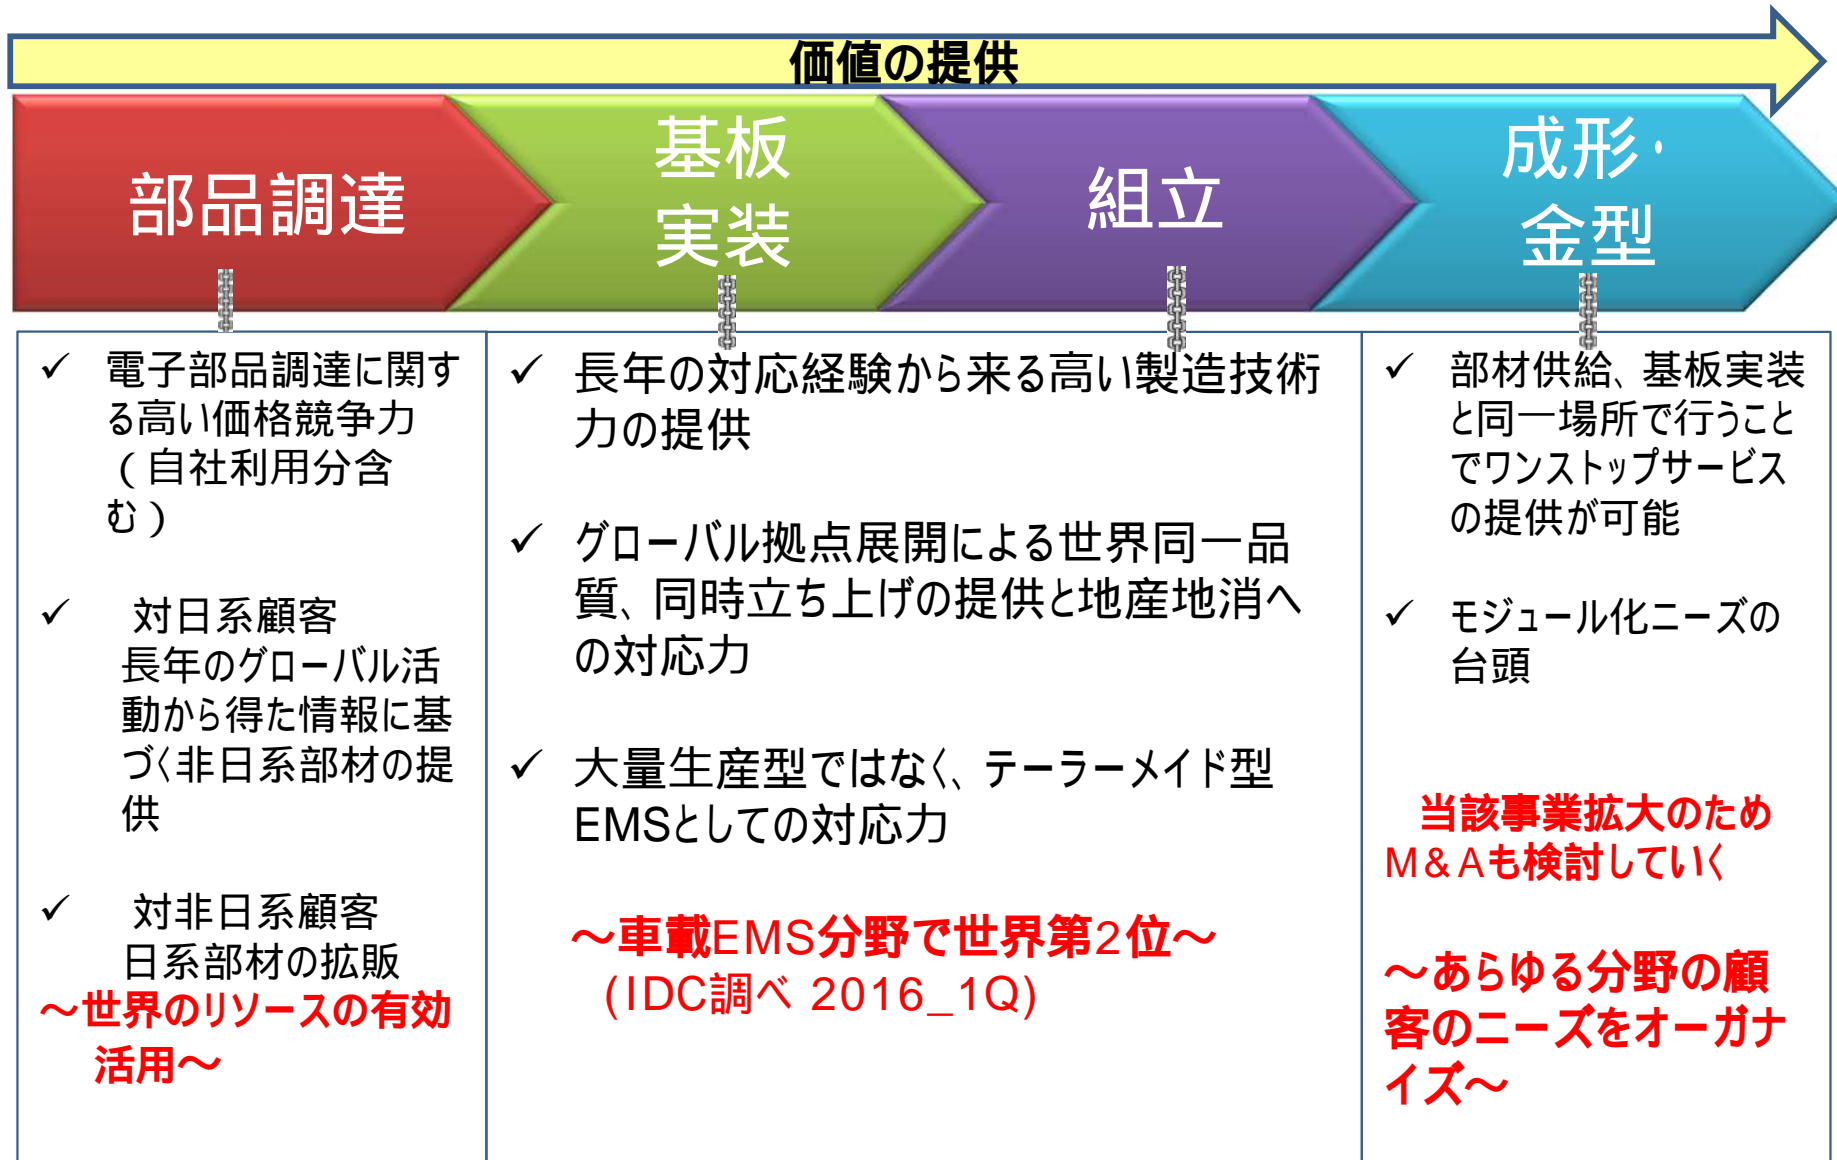 価値の提供
部品調達
基板
実装
組立
成形・
金型
✓ 電子部品調達に関す
る高い価格競争力
（自社利用分含
む）
✓ 対日系顧客
長年のグローバル活
動から得た情報に基
づく非日系部材の提
供
✓ 対非日系顧客
日系部材の拡販
～世界のリソースの有効
活用～
✓ 長年の対応経験から来る高い製造技術
力の提供
✓ グローバル拠点展開による世界同一品
質、同時立ち上げの提供と地産地消へ
の対応力
✓ 大量生産型ではなく、テーラーメイド型
EMSとしての対応力
～車載EMS分野で世界第2位～
(IDC調べ 2016_1Q)
✓ 部材供給、基板実装
と同一場所で行うこと
でワンストップサービス
の提供が可能
✓ モジュール化ニーズの
台頭
当該事業拡大のため
M&Aも検討していく
～あらゆる分野の顧
客のニーズをオーガナ
イズ～